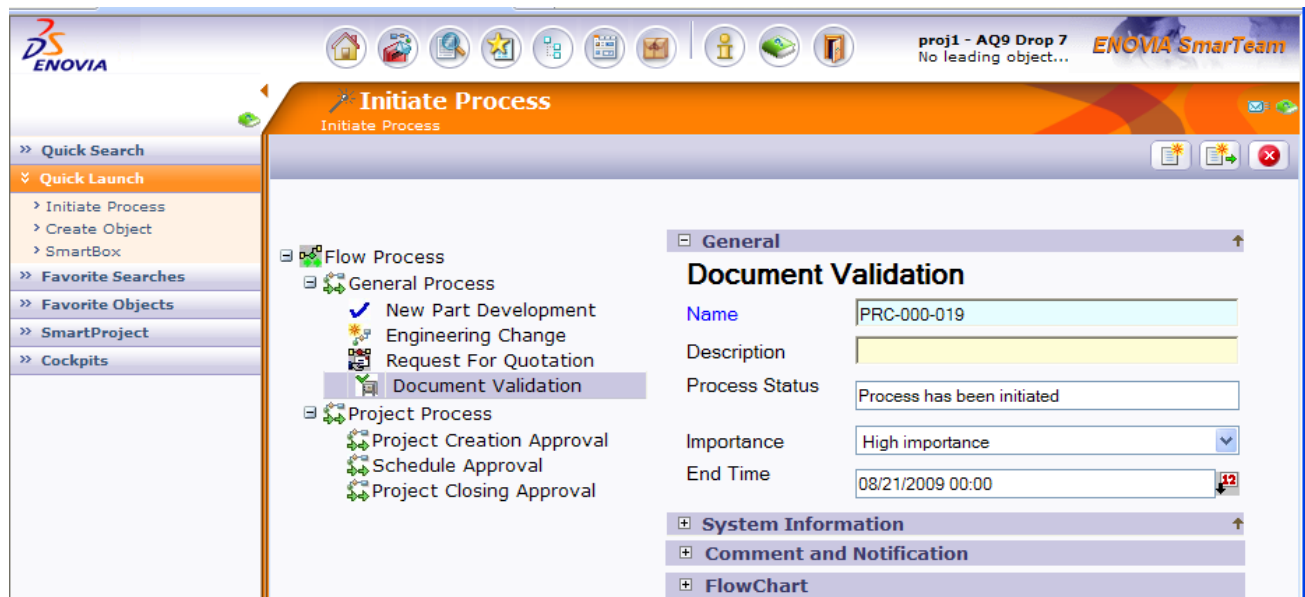 DS ENOVIA
proj1 - AQ9 Drop 7
No leading object...
ENOVIA SmarTeam
Initiate Process
Initiate Process
» Quick Search
Quick Launch
› Initiate Process
› Create Object
› SmartBox
» Favorite Searches
» Favorite Objects
» SmartProject
» Cockpits
Flow Process
General Process
New Part Development
Engineering Change
Request For Quotation
Document Validation
Project Process
Project Creation Approval
Schedule Approval
Project Closing Approval
General
Document Validation
Name PRC-000-019
Description
Process Status Process has been initiated
Importance High importance
End Time 08/21/2009 00:00 12
System Information
Comment and Notification
FlowChart